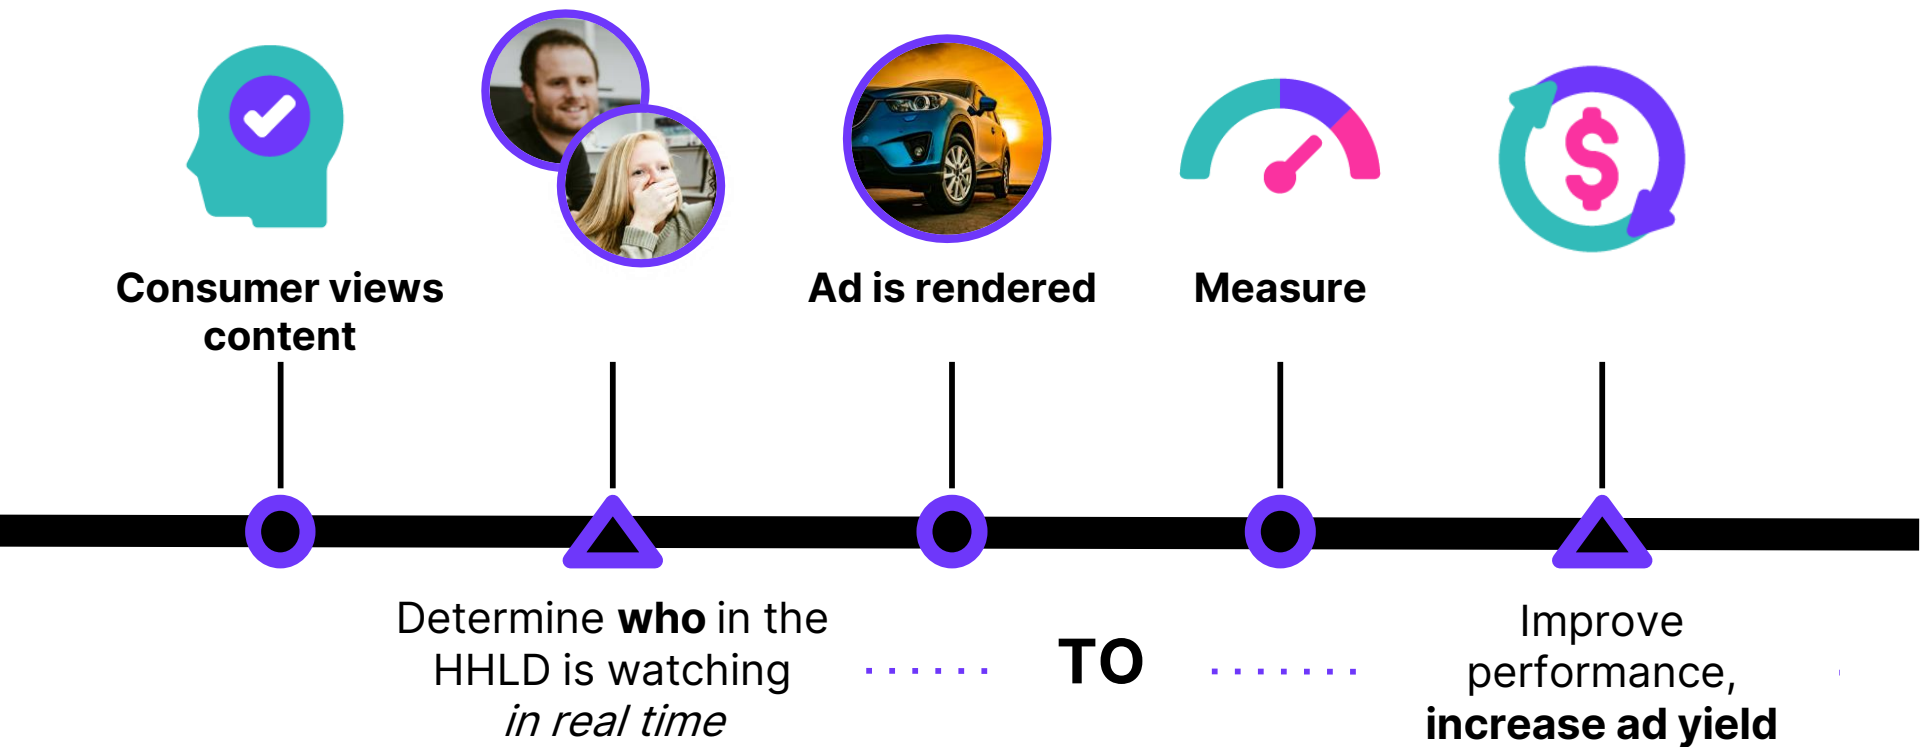 Consumer views
content
Ad is rendered
Measure
Determine who in the
HHLD is watching
in real time
TO
Improve
performance,
increase ad yield